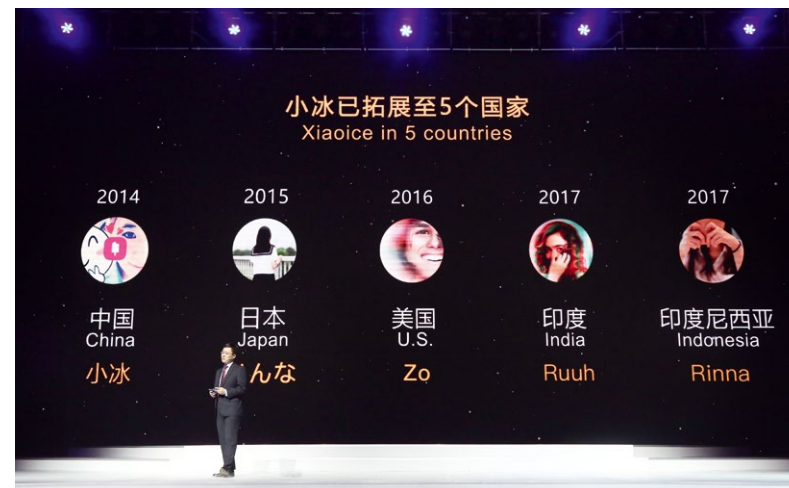 小冰已拓展至5个国家
Xiaoice in 5 countries
2014
2015
2016
2017
2017
中国
日本
美国
印度
印度尼西亚
China
Japan
U.S.
India
Indonesia
小冰
んな
Zo
Ruuh
Rinna